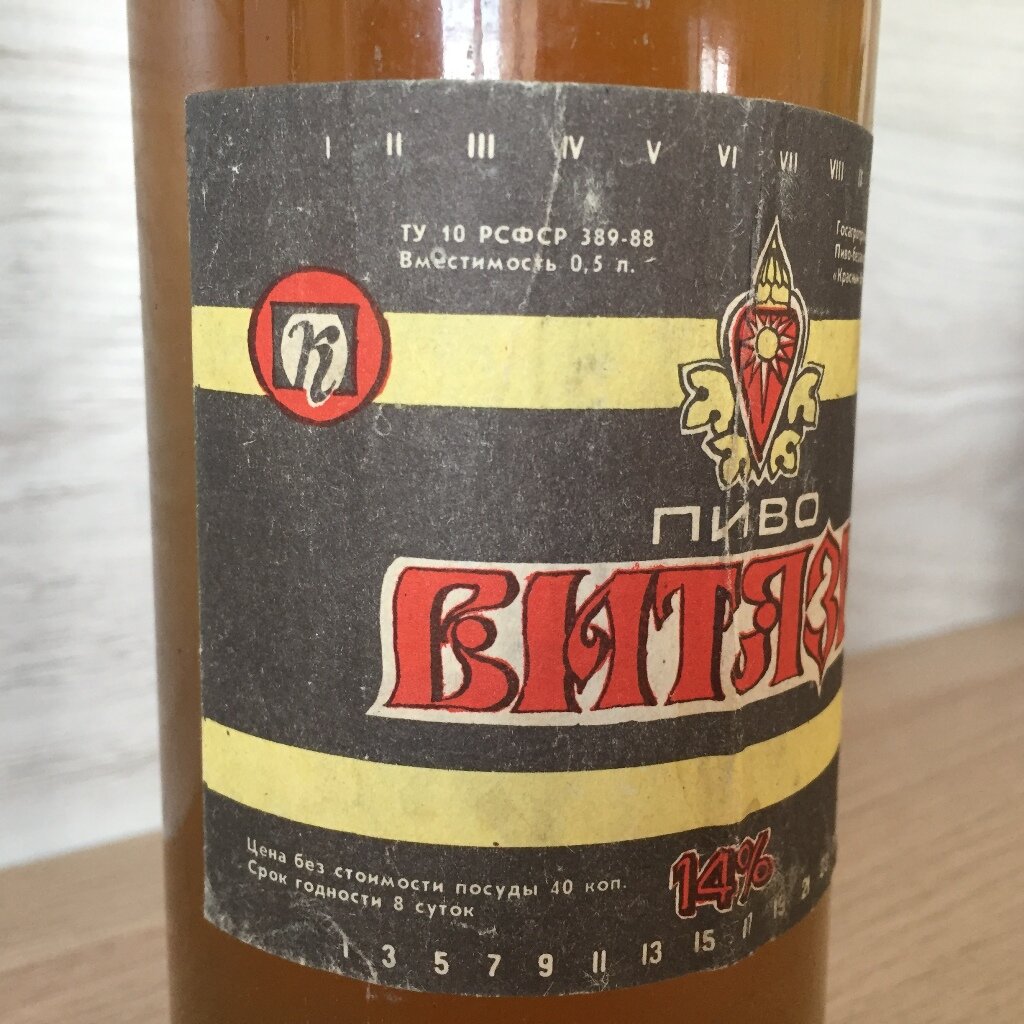 I II III IV V VI VII VIII
ТУ 10 РСФСР 389-88
Вместимость 0,5 л.
К
ПИВО
ВИТЯЗ
Цена без стоимости посуды 40 коп.
Срок годности 8 суток
14%
1 3 5 7 9 11 13 15 17 19